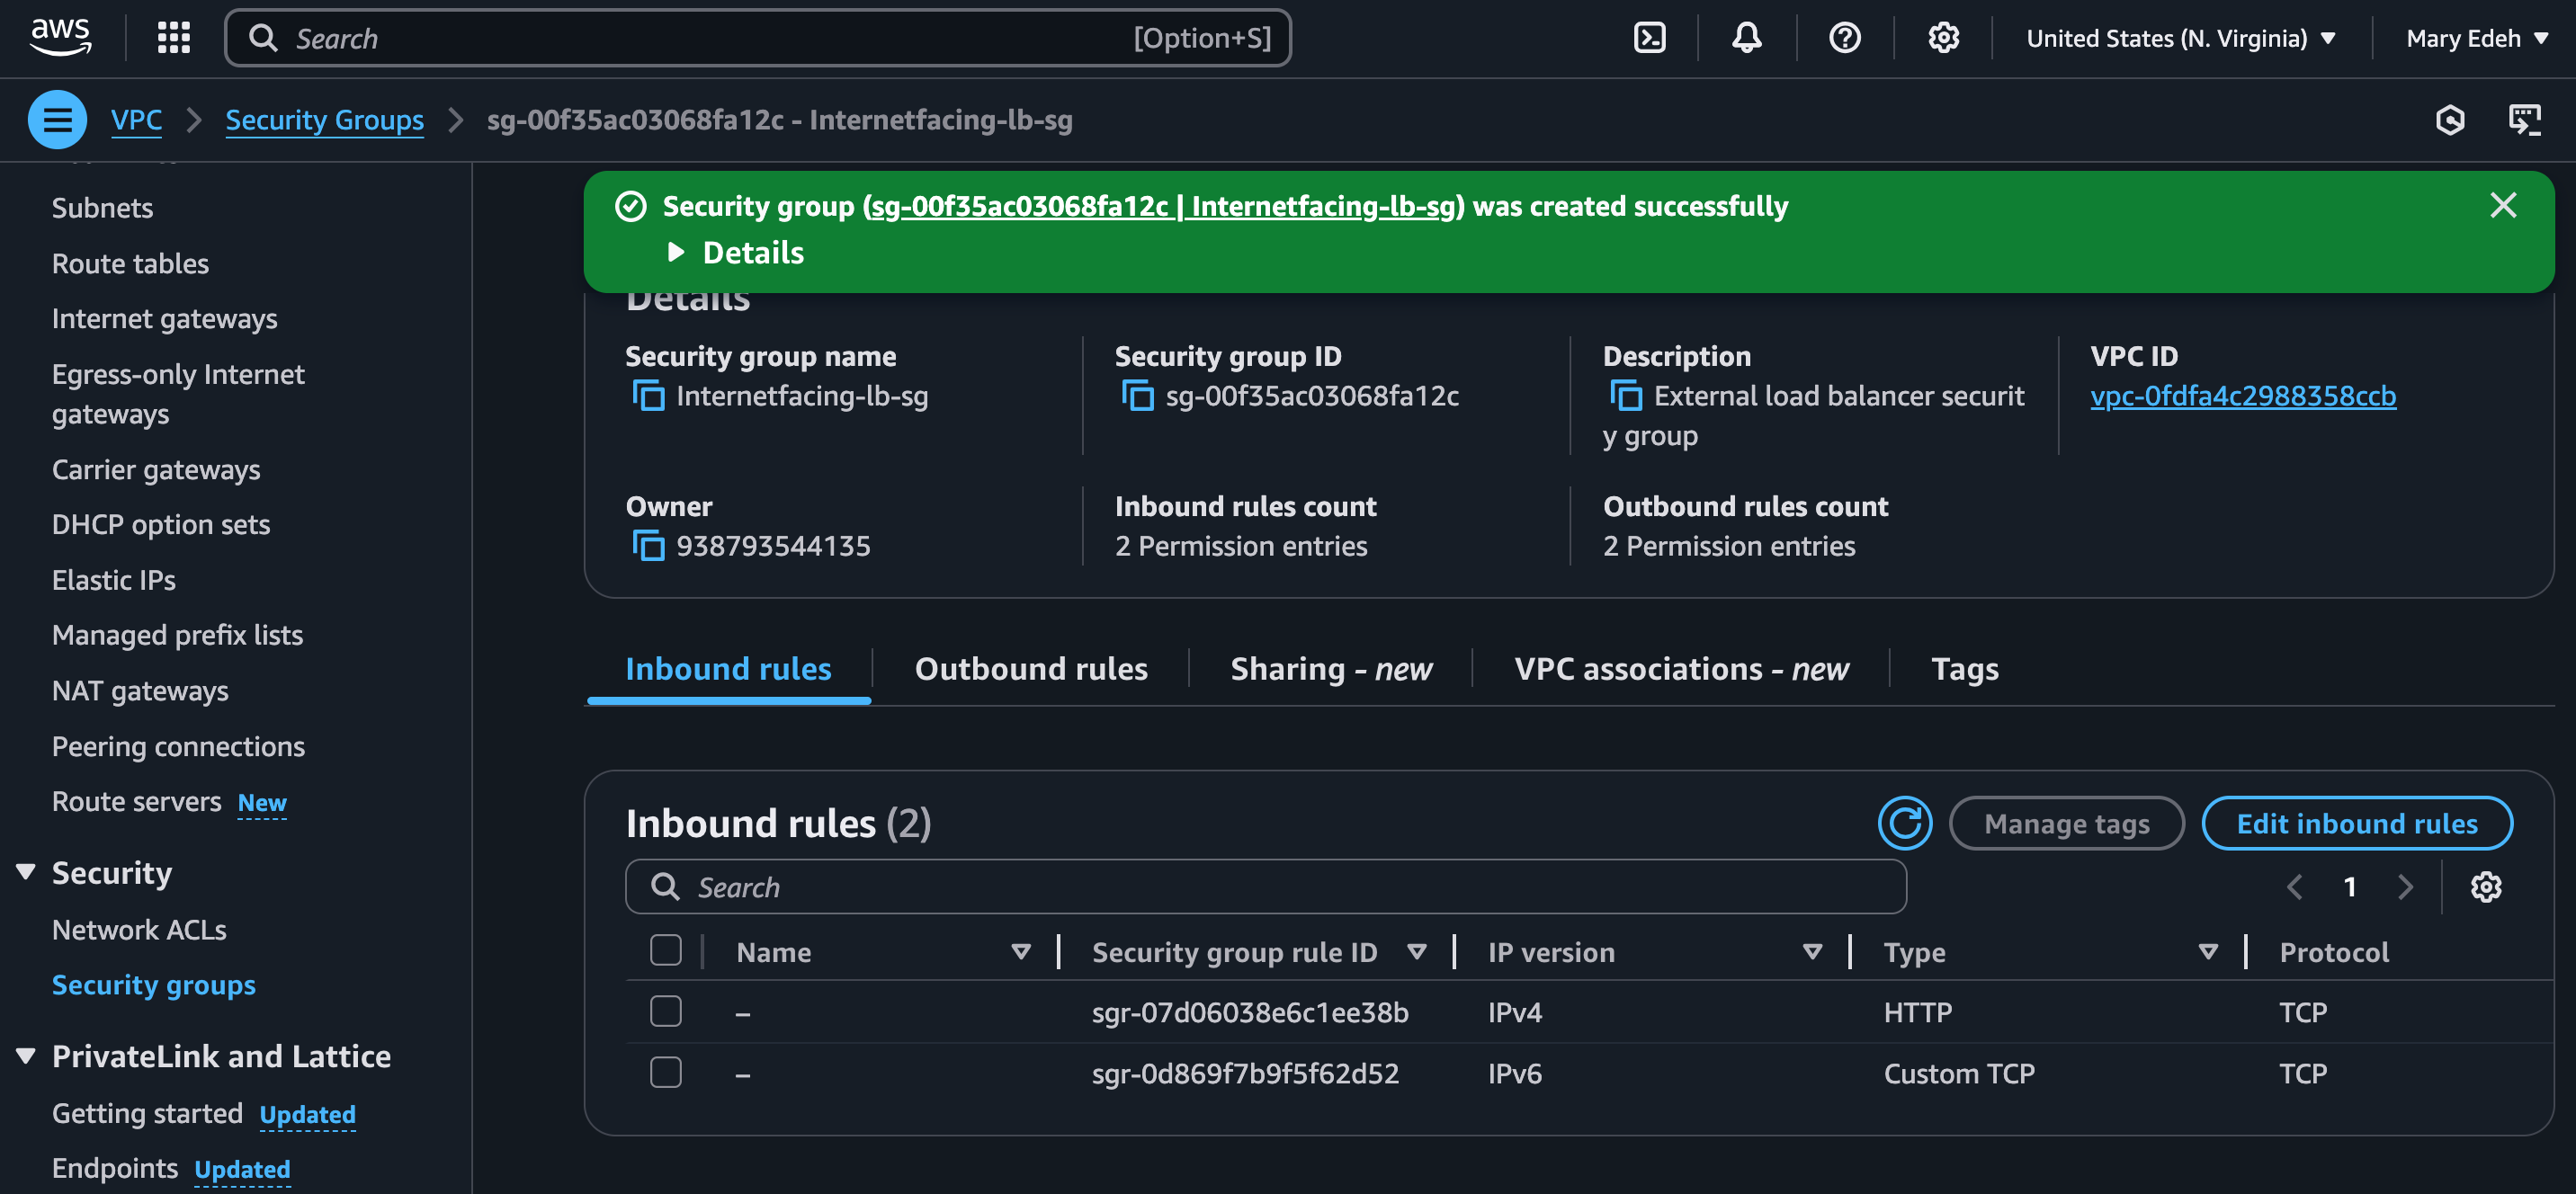 aws
Search
[Option+S]
United States (N. Virginia)
Mary Edeh
VPC
Security Groups
sg-00f35ac03068fa12c - Internetfacing-lb-sg
Subnets
Route tables
Internet gateways
Egress-only Internet
gateways
Carrier gateways
DHCP option sets
Elastic IPs
Managed prefix lists
NAT gateways
Peering connections
Route servers New
Security
Network ACLs
Security groups
PrivateLink and Lattice
Getting started Updated
Endpoints Updated
Security group (sg-00f35ac03068fa12c | Internetfacing-lb-sg) was created successfully
Details
Details
Security group name
Internetfacing-lb-sg
Security group ID
sg-00f35ac03068fa12c
Description
External load balancer securit
y group
VPC ID
vpc-0fdfa4c2988358ccb
Owner
938793544135
Inbound rules count
2 Permission entries
Outbound rules count
2 Permission entries
Inbound rules
Outbound rules
Sharing - new
VPC associations - new
Tags
Inbound rules (2)
Manage tags
Edit inbound rules
Search
1
Name Security group rule ID IP version Type Protocol
– sgr-07d06038e6c1ee38b IPv4 HTTP TCP
– sgr-0d869f7b9f5f62d52 IPv6 Custom TCP TCP